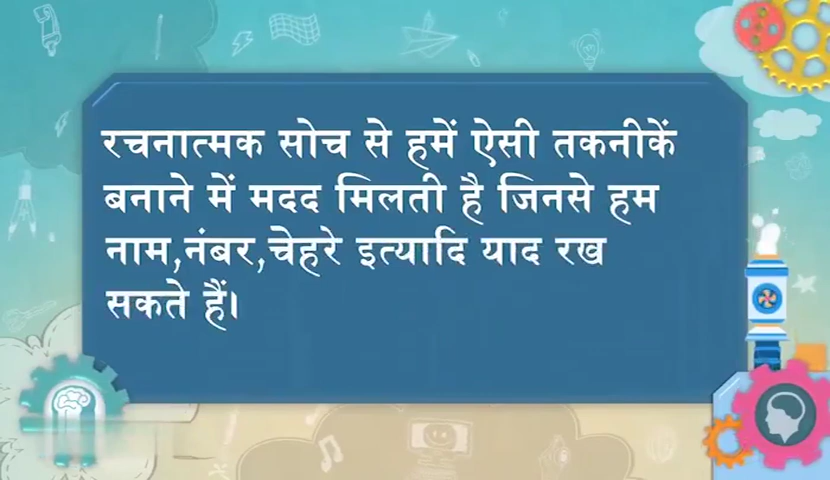 रचनात्मक सोच से हमें ऐसी तकनीकें
बनाने में मदद मिलती है जिनसे हम
नाम,नंबर,चेहरे इत्यादि याद रख
सकते हैं।